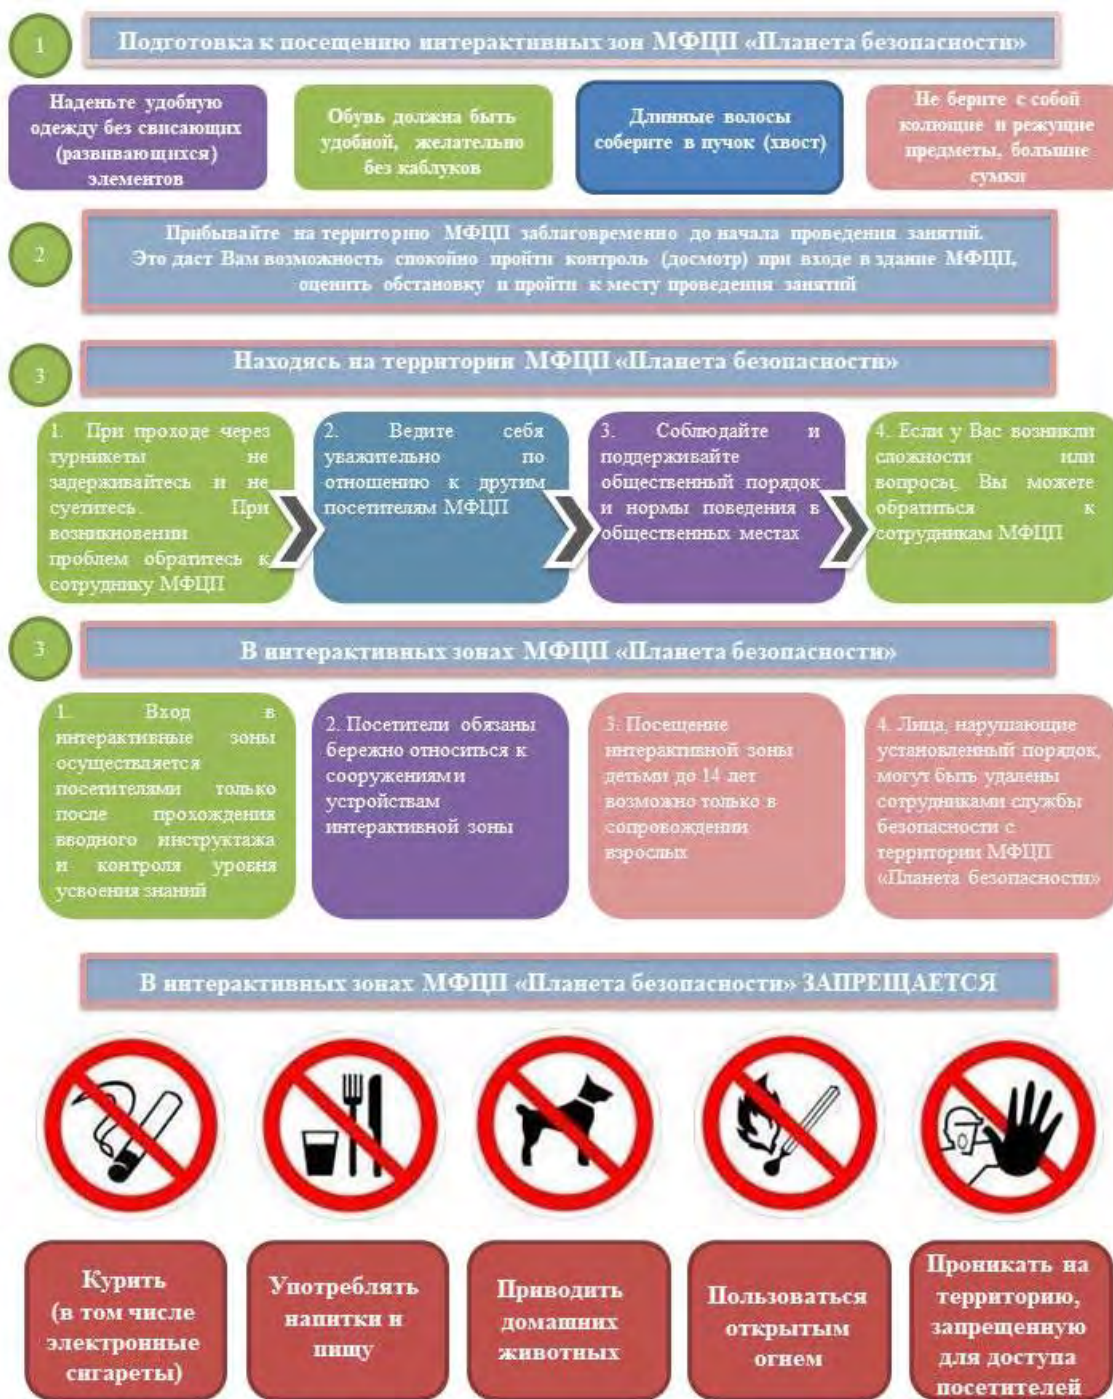 1
Подготовка к посещению интерактивных зон МФЦП «Планета безопасности»
Наденьте удобную
одежду без свисающих
(развивающихся)
элементов
Обувь должна быть
удобной, желательно
без каблуков
Длинные волосы
соберите в пучок (хвост)
Не берите с собой
колющие и режущие
предметы, большие
сумки
2
Прибывайте на территорию МФЦП заблаговременно до начала проведения занятий.
Это даст Вам возможность спокойно пройти контроль (досмотр) при входе в здание МФЦП,
оценить обстановку и пройти к месту проведения занятий
3
Находясь на территории МФЦП «Планета безопасности»
1. При проходе через
турникеты не
задерживайтесь и не
суетитесь. При
возникновении
проблем обратитесь к
сотруднику МФЦП
2. Ведите себя
уважительно по
отношению к другим
посетителям МФЦП
3. Соблюдайте и
поддерживайте
общественный порядок
и нормы поведения в
общественных местах
4. Если у Вас возникли
сложности или
вопросы, Вы можете
обратиться к
сотрудникам МФЦП
3
В интерактивных зонах МФЦП «Планета безопасности»
1. Вход в
интерактивные зоны
осуществляется
посетителями только
после прохождения
вводного инструктажа
и контроля уровня
усвоения знаний
2. Посетители обязаны
бережно относиться к
сооружениям и
устройствам
интерактивной зоны
3. Посещение
интерактивной зоны
детьми до 14 лет
возможно только в
сопровождении
взрослых
4. Лица, нарушающие
установленный порядок,
могут быть удалены
сотрудниками службы
безопасности с
территории МФЦП
«Планета безопасности»
В интерактивных зонах МФЦП «Планета безопасности» ЗАПРЕЩАЕТСЯ
Курить
(в том числе
электронные
сигареты)
Употреблять
напитки и
пищу
Приводить
домашних
животных
Пользоваться
открытым
огнем
Проникать на
территорию,
запрещенную
для доступа
посетителей